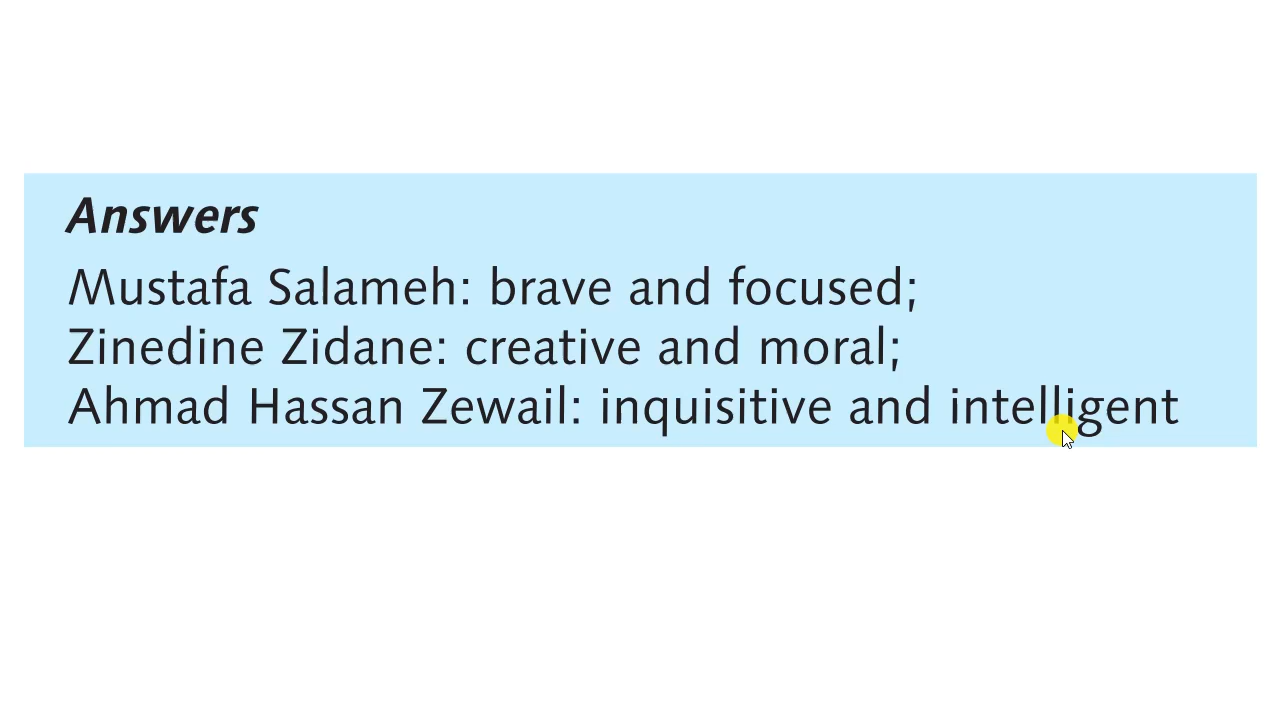 Answers
Mustafa Salameh: brave and focused;
Zinedine Zidane: creative and moral;
Ahmad Hassan Zewail: inquisitive and intelligent